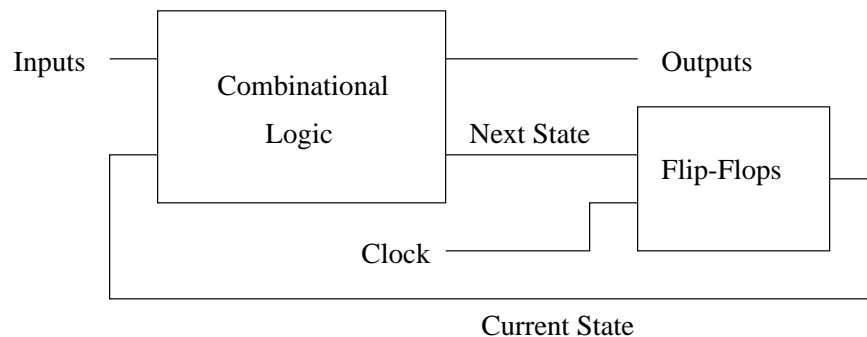 Inputs
Combinational
Logic
Outputs
Next State
Flip-Flops
Clock
Current State